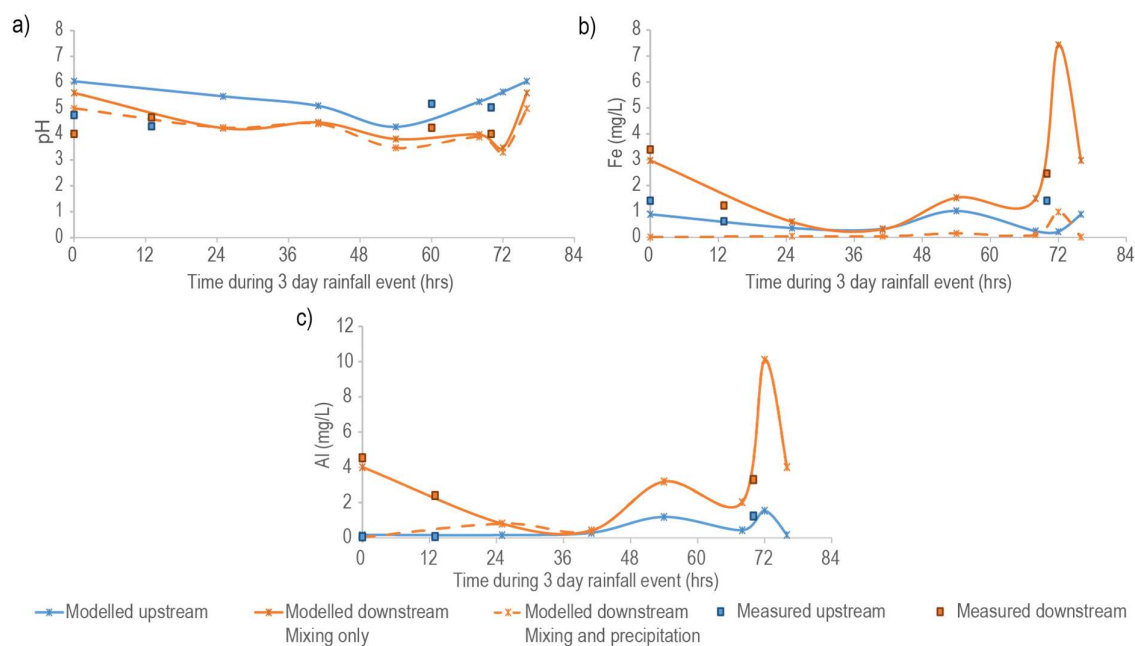 a)
8
7
6
5
4
3
2
1
0
pH
0 12 24 36 48 60 72 84
Time during 3 day rainfall event (hrs)
b)
8
7
6
5
4
3
2
1
0
Fe (mg/L)
0 12 24 36 48 60 72 84
Time during 3 day rainfall event (hrs)
c)
12
10
8
6
4
2
0
Al (mg/L)
0 12 24 36 48 60 72 84
Time during 3 day rainfall event (hrs)
Modelled upstream
Modelled downstream
Mixing only
Modelled downstream
Mixing and precipitation
Measured upstream
Measured downstream